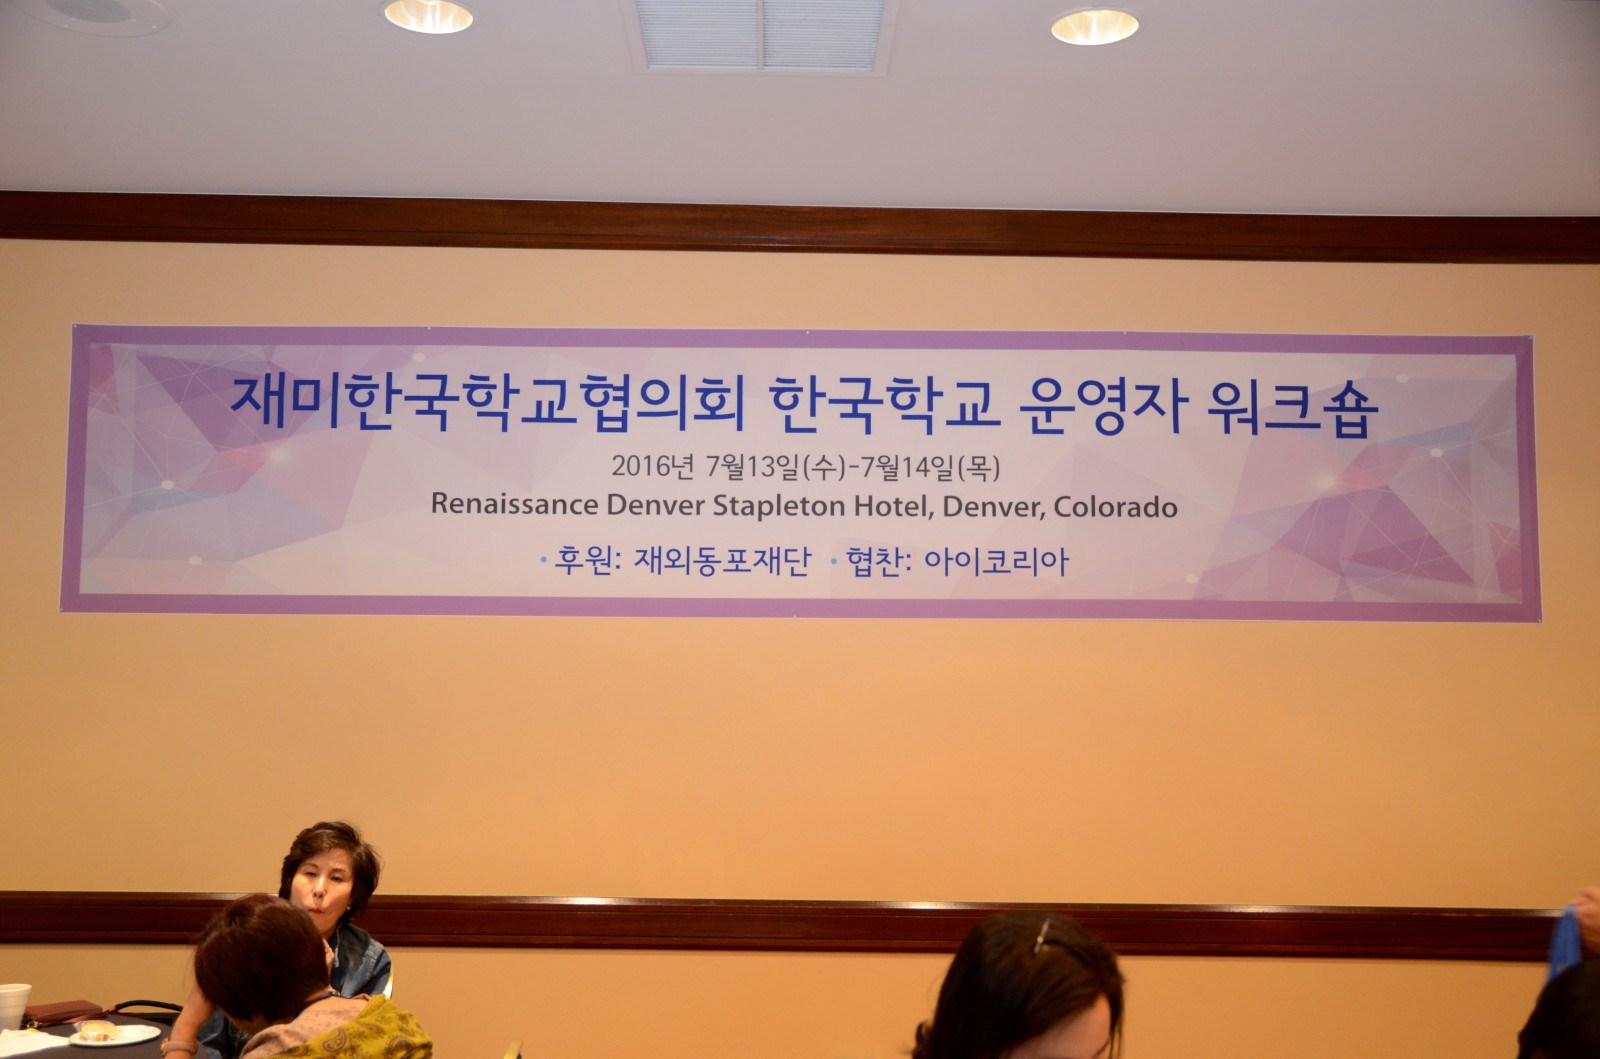 재미한국학교협의회 한국학교 운영자 워크숍
2016년 7월13일(수)-7월14일(목)
Renaissance Denver Stapleton Hotel, Denver, Colorado
• 후원: 재외동포재단 • 협찬: 아이코리아